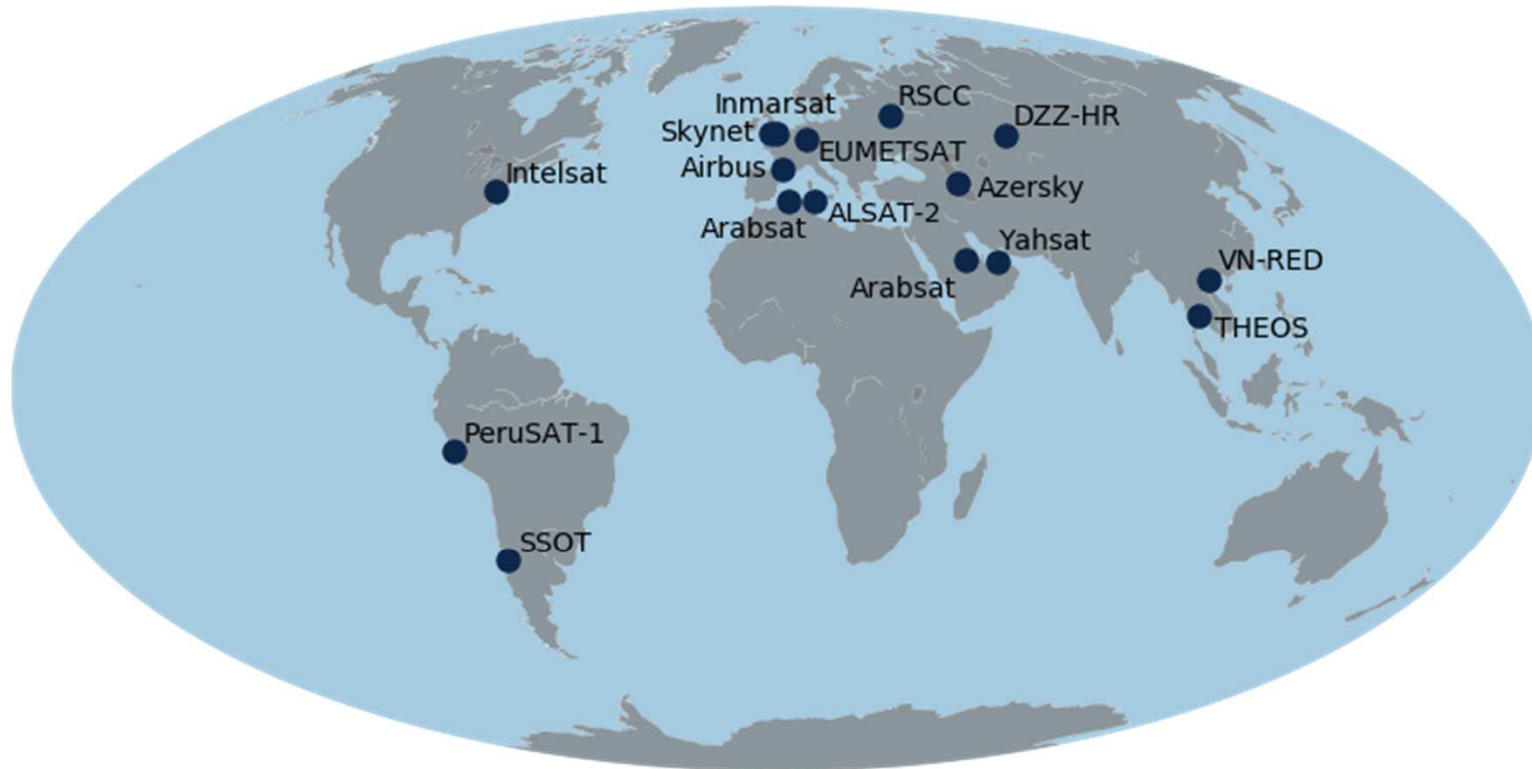 Inmarsat
RSCC
Skynet
DZZ-HR
EUMETSAT
Airbus
Intelsat
Azersky
ALSAT-2
Arabsat
Yahsat
VN-RED
Arabsat
THEOS
PeruSAT-1
SSOT